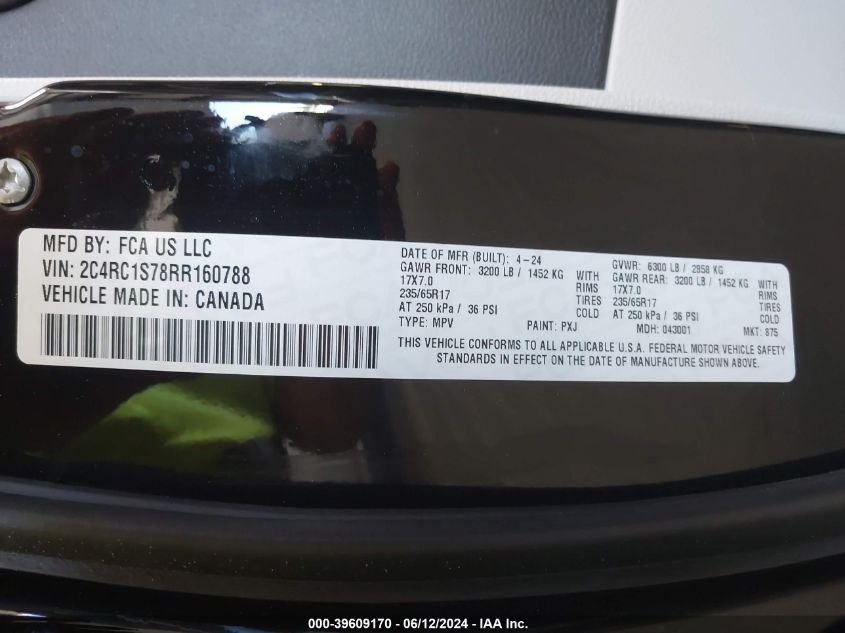 MFD BY: FCA US LLC
VIN: 2C4RC1S78RR160788
VEHICLE MADE IN: CANADA
DATE OF MFR (BUILT): 4-24 GVWR: 6300 LB / 2858 KG
GAWR FRONT: 3200 LB / 1452 KG WITH GAWR REAR: 3200 LB / 1452 KG WITH
17X7.0 RIMS 17X7.0 RIMS
235/65R17 TIRES 235/65R17 TIRES
AT 250 kPa / 36 PSI COLD AT 250 kPa / 36 PSI COLD
TYPE: MPV PAINT: PXJ MDH: 043001 MKT: 875
THIS VEHICLE CONFORMS TO ALL APPLICABLE U.S.A. FEDERAL MOTOR VEHICLE SAFETY
STANDARDS IN EFFECT ON THE DATE OF MANUFACTURE SHOWN ABOVE.
000-39609170 - 06/12/2024 - IAA Inc.